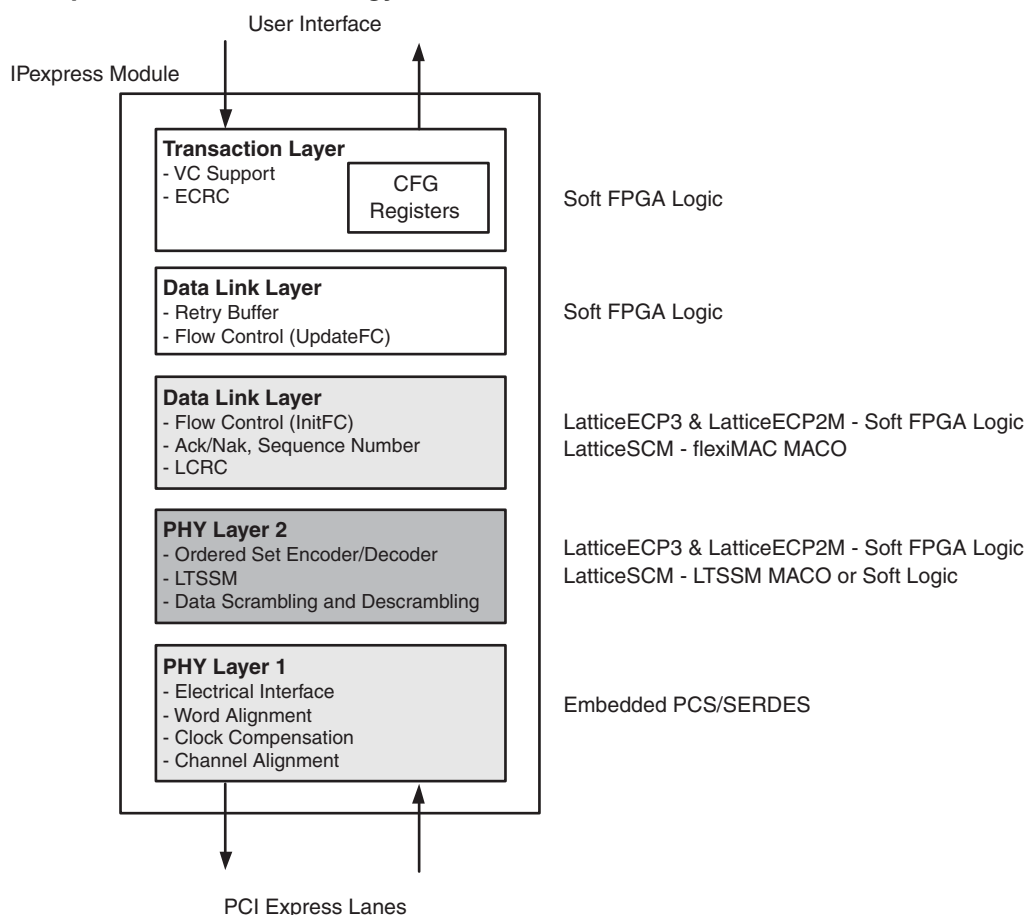 User Interface
IPexpress Module
Transaction Layer
- VC Support
- ECRC
CFG
Registers
Soft FPGA Logic
Data Link Layer
- Retry Buffer
- Flow Control (UpdateFC)
Soft FPGA Logic
Data Link Layer
- Flow Control (InitFC)
- Ack/Nak, Sequence Number
- LCRC
LatticeECP3 & LatticeECP2M - Soft FPGA Logic
LatticeSCM - flexiMAC MACO
PHY Layer 2
- Ordered Set Encoder/Decoder
- LTSSM
- Data Scrambling and Descrambling
LatticeECP3 & LatticeECP2M - Soft FPGA Logic
LatticeSCM - LTSSM MACO or Soft Logic
PHY Layer 1
- Electrical Interface
- Word Alignment
- Clock Compensation
- Channel Alignment
Embedded PCS/SERDES
PCI Express Lanes